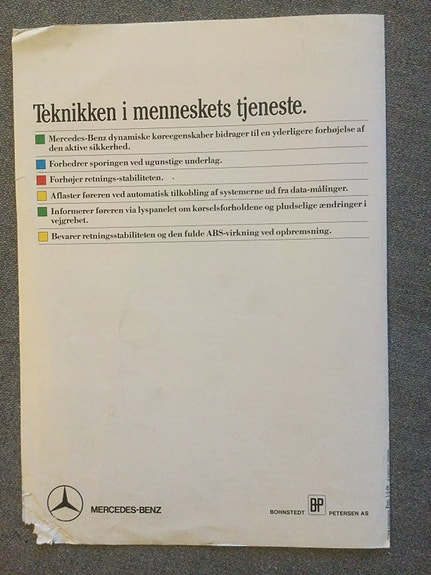 Teknikken i menneskets tjeneste.
Mercedes-Benz dynamiske køreegenskaber bidrager til en yderligere forhøjelse af
den aktive sikkerhed.
Forbedrer sporingen ved ugunstige underlag.
Forhøjer retnings-stabiliteten.
Aflaster føreren ved automatisk tilkobling af systemerne ud fra data-målinger.
Informerer føreren via lyspanelet om kørselsforholdene og pludselige ændringer i
vejgrebet.
Bevarer retningsstabiliteten og den fulde ABS-virkning ved opbremsning.
MERCEDES-BENZ
BOHNSTEDT BP PETERSEN AS